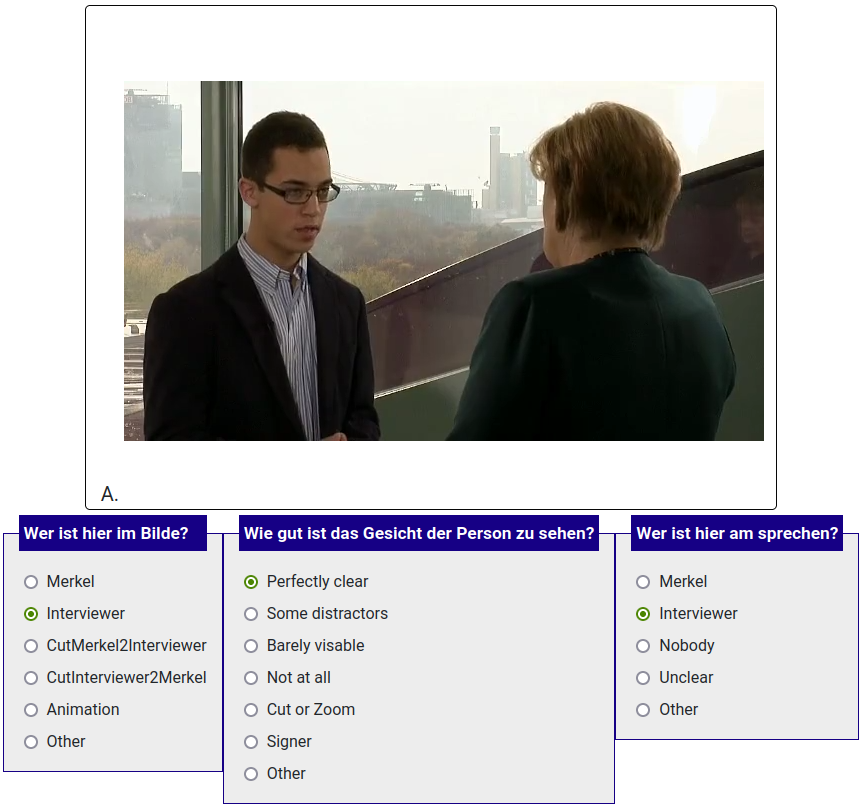 A.
Wer ist hier im Bilde?
Merkel
Interviewer
CutMerkel2Interviewer
CutInterviewer2Merkel
Animation
Other
Wie gut ist das Gesicht der Person zu sehen?
Perfectly clear
Some distractors
Barely visable
Not at all
Cut or Zoom
Signer
Other
Wer ist hier am sprechen?
Merkel
Interviewer
Nobody
Unclear
Other